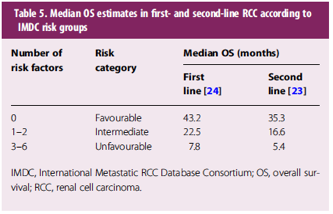 Table 5. Median OS estimates in first- and second-line RCC according to
IMDC risk groups
Number of risk factors Risk category Median OS (months)
First line [24] Second line [23]
0 Favourable 43.2 35.3
1–2 Intermediate 22.5 16.6
3–6 Unfavourable 7.8 5.4
IMDC, International Metastatic RCC Database Consortium; OS, overall sur-
vival; RCC, renal cell carcinoma.